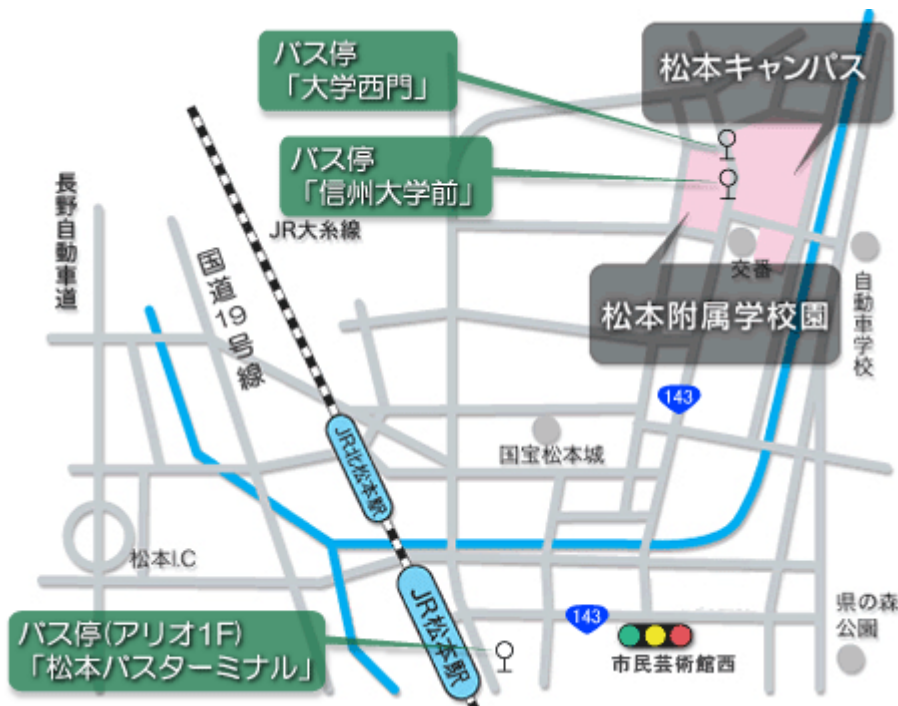 バス停
「大学西門」
松本キャンパス
バス停
「信州大学前」
長野自動車道
JR大糸線
国道19号線
交番
松本附属学校園
自動車学校
143
JR北松本駅
国宝松本城
松本I.C
JR松本駅
バス停(アリオ1F)
「松本バスターミナル」
143
市民芸術館西
県の森
公園